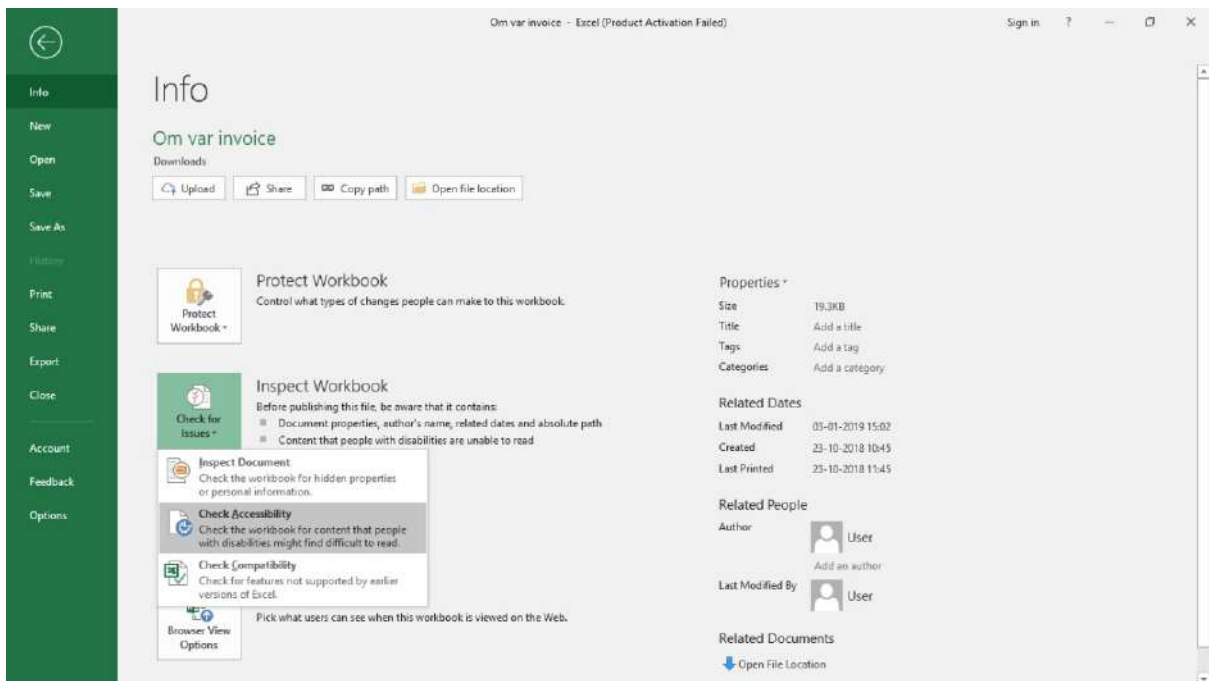 Om var invoice - Excel (Product Activation Failed)
Sign in ?
Info
New
Open
Save
Save As
History
Print
Share
Export
Close
Account
Feedback
Options
Info
Om var invoice
Downloads
Upload
Share
Copy path
Open file location
Protect
Workbook
Protect Workbook
Control what types of changes people can make to this workbook.
Check for
Issues
Inspect Workbook
Before publishing this file, be aware that it contains:
Document properties, author's name, related dates and absolute path
Content that people with disabilities are unable to read
Inspect Document
Check the workbook for hidden properties
or personal information.
Check Accessibility
Check the workbook for content that people
with disabilities might find difficult to read.
Check Compatibility
Check for features not supported by earlier
versions of Excel.
Browser View
Options
Pick what users can see when this workbook is viewed on the Web.
Properties
Size 19.3KB
Title Add a title
Tags Add a tag
Categories Add a category
Related Dates
Last Modified 03-01-2019 15:02
Created 23-10-2018 10:45
Last Printed 23-10-2018 11:45
Related People
Author User
Add an author
Last Modified By User
Related Documents
Open File Location